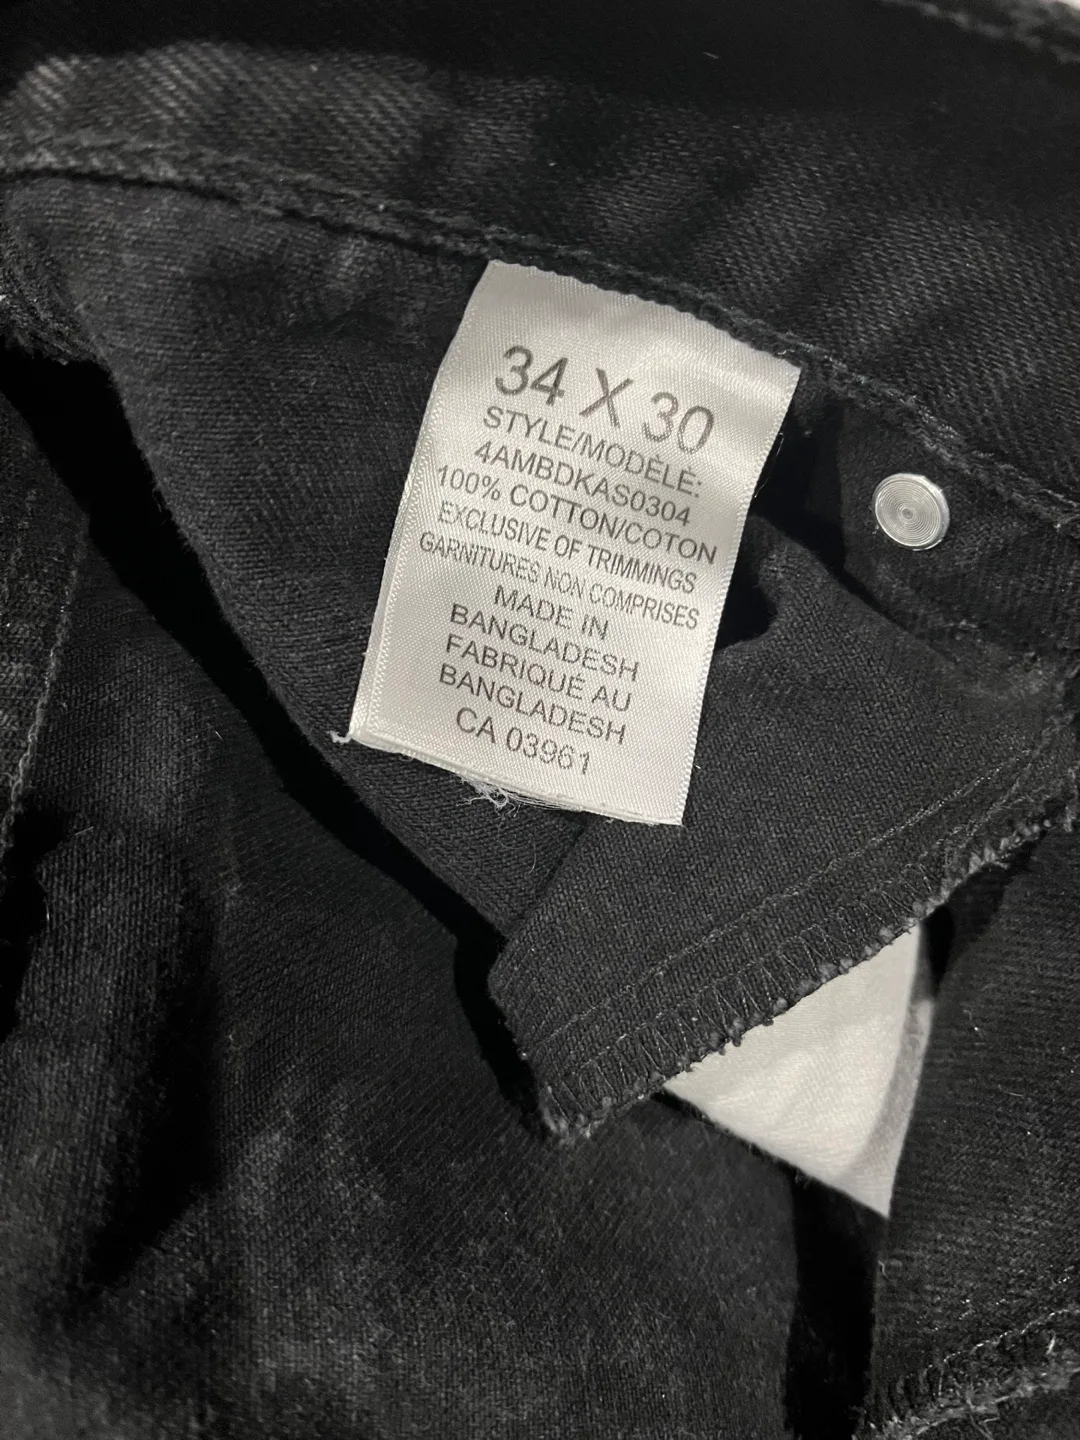 34 X 30
STYLE/MODÈLÈ:
4AMBDKAS0304
100% COTTON/COTON
EXCLUSIVE OF TRIMMINGS
GARNITURES NON COMPRISES
MADE IN
BANGLADESH
FABRIQUÉ AU
BANGLADESH
CA 03961